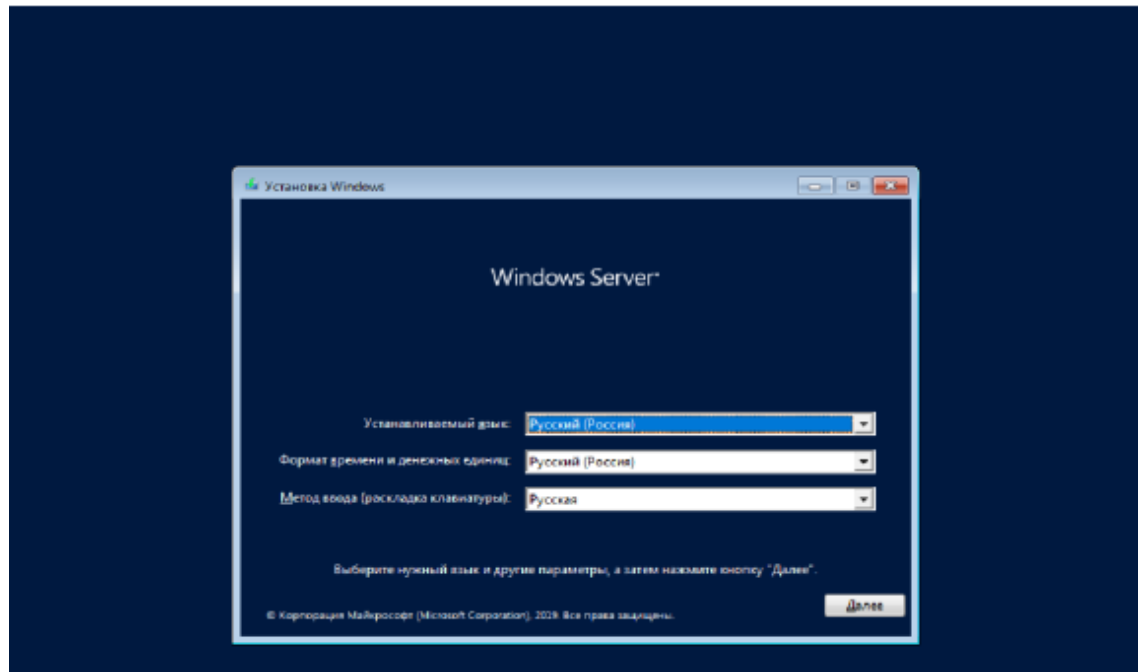 Установка Windows
Windows Server
Устанавливаемый язык: Русский (Россия)
Формат времени и денежных единиц: Русский (Россия)
Метод ввода (раскладка клавиатуры): Русская
Выберите нужный язык и другие параметры, а затем нажмите кнопку "Далее".
© Корпорация Майкрософт (Microsoft Corporation), 2019. Все права защищены.
Далее